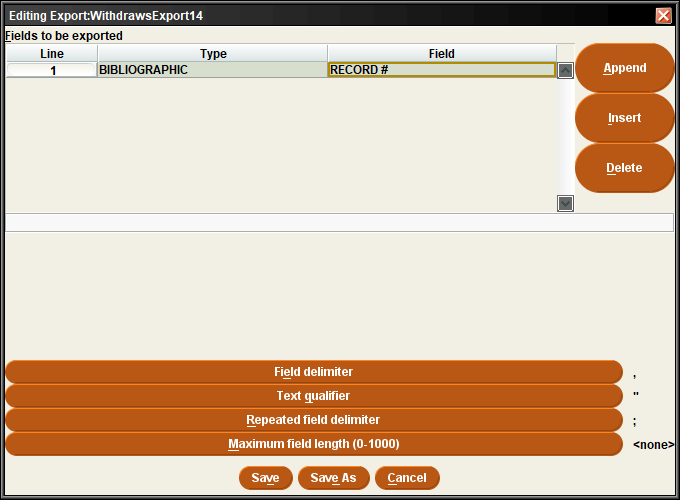 Editing Export:WithdrawsExport14
Fields to be exported
Line Type Field
1 BIBLIOGRAPHIC RECORD #
Append
Insert
Delete
Field delimiter ,
Text qualifier "
Repeated field delimiter ;
Maximum field length (0-1000) <none>
Save Save As Cancel